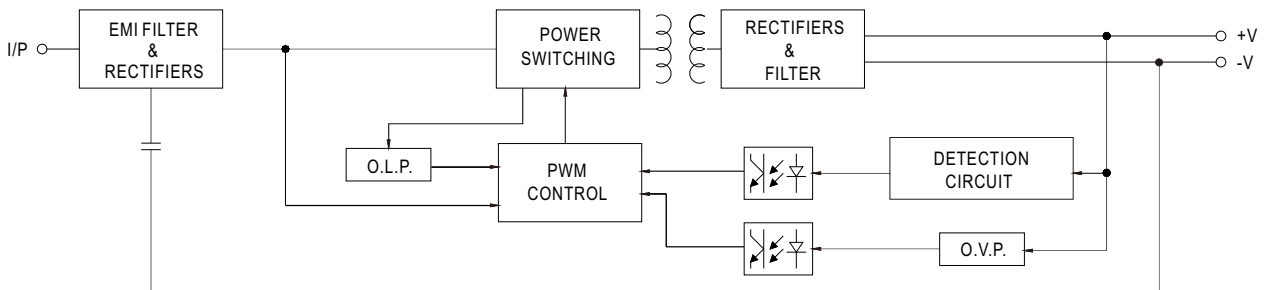 I/P
EMI FILTER
&
RECTIFIERS
POWER
SWITCHING
RECTIFIERS
&
FILTER
+V
-V
O.L.P.
PWM
CONTROL
DETECTION
CIRCUIT
O.V.P.